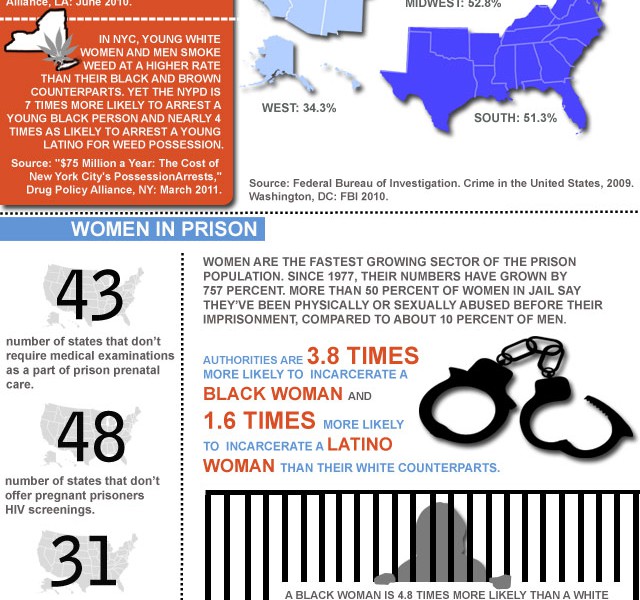 Alliance, LA: June 2010.
IN NYC, YOUNG WHITE
WOMEN AND MEN SMOKE
WEED AT A HIGHER RATE
THAN THEIR BLACK AND BROWN
COUNTERPARTS. YET THE NYPD IS
7 TIMES MORE LIKELY TO ARREST A
YOUNG BLACK PERSON AND NEARLY 4
TIMES AS LIKELY TO ARREST A YOUNG
LATINO FOR WEED POSSESSION.
Source: "$75 Million a Year: The Cost of
New York City's PossessionArrests,"
Drug Policy Alliance, NY: March 2011.
MIDWEST: 52.8%
WEST: 34.3%
SOUTH: 51.3%
Source: Federal Bureau of Investigation. Crime in the United States, 2009.
Washington, DC: FBI 2010.
WOMEN IN PRISON
43
number of states that don't
require medical examinations
as a part of prison prenatal
care.
48
number of states that don't
offer pregnant prisoners
HIV screenings.
31
WOMEN ARE THE FASTEST GROWING SECTOR OF THE PRISON
POPULATION. SINCE 1977, THEIR NUMBERS HAVE GROWN BY
757 PERCENT. MORE THAN 50 PERCENT OF WOMEN IN JAIL SAY
THEY'VE BEEN PHYSICALLY OR SEXUALLY ABUSED BEFORE THEIR
IMPRISONMENT, COMPARED TO ABOUT 10 PERCENT OF MEN.
AUTHORITIES ARE 3.8 TIMES
MORE LIKELY TO INCARCERATE A
BLACK WOMAN AND
1.6 TIMES MORE LIKELY
TO INCARCERATE A LATINO
WOMAN THAN THEIR WHITE COUNTERPARTS.
A BLACK WOMAN IS 4.8 TIMES MORE LIKELY THAN A WHITE